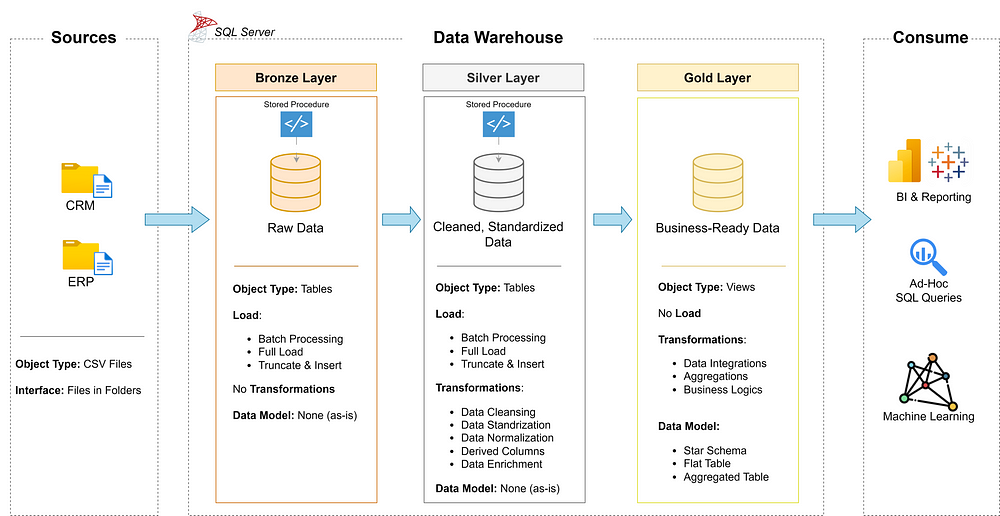 Sources
SQL Server
Data Warehouse
Consume
CRM
ERP
Object Type: CSV Files
Interface: Files in Folders
Bronze Layer
Stored Procedure
</>
Raw Data
Object Type: Tables
Load:
• Batch Processing
• Full Load
• Truncate & Insert
No Transformations
Data Model: None (as-is)
Silver Layer
Stored Procedure
</>
Cleaned, Standardized
Data
Object Type: Tables
Load:
• Batch Processing
• Full Load
• Truncate & Insert
Transformations:
• Data Cleansing
• Data Standrization
• Data Normalization
• Derived Columns
• Data Enrichment
Data Model: None (as-is)
Gold Layer
Business-Ready Data
Object Type: Views
No Load
Transformations:
• Data Integrations
• Aggregations
• Business Logics
Data Model:
• Star Schema
• Flat Table
• Aggregated Table
BI & Reporting
Ad-Hoc
SQL Queries
Machine Learning